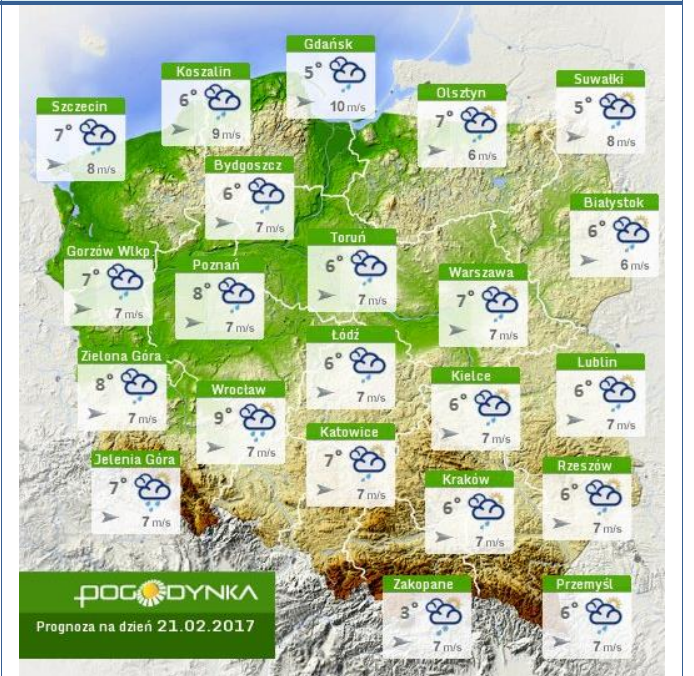 Gdańsk
5°
10 m/s
Koszalin
6°
9 m/s
Suwałki
5°
8 m/s
Olsztyn
7°
6 m/s
Szczecin
7°
8 m/s
Bydgoszcz
6°
7 m/s
Białystok
6°
6 m/s
Toruń
6°
7 m/s
Gorzów Wlkp.
7°
7 m/s
Poznań
8°
7 m/s
Warszawa
7°
7 m/s
Łódź
6°
7 m/s
Zielona Góra
8°
7 m/s
Lublin
6°
7 m/s
Kielce
6°
7 m/s
Wrocław
9°
7 m/s
Katowice
7°
7 m/s
Jelenia Góra
7°
7 m/s
Rzeszów
6°
7 m/s
Kraków
6°
7 m/s
Zakopane
3°
7 m/s
Przemyśl
6°
7 m/s
POGODYNKA
Prognoza na dzień 21.02.2017